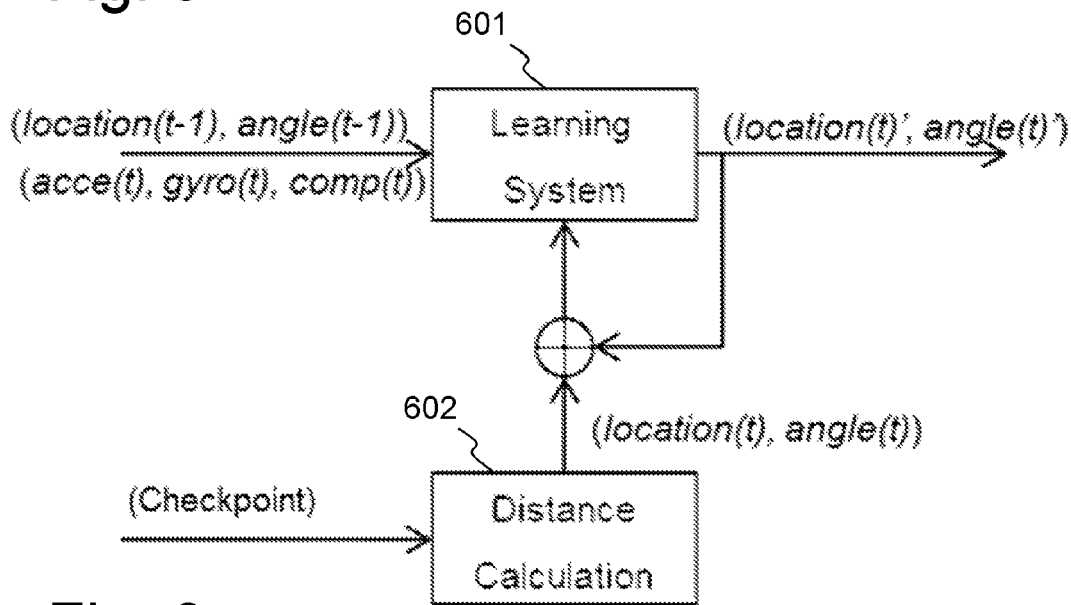 601
(location(t-1), angle(t-1))
Learning
(location(t)', angle(t)')
(acce(t), gyro(t), comp(t))
System
602
(location(t), angle(t))
(Checkpoint)
Distance
Calculation